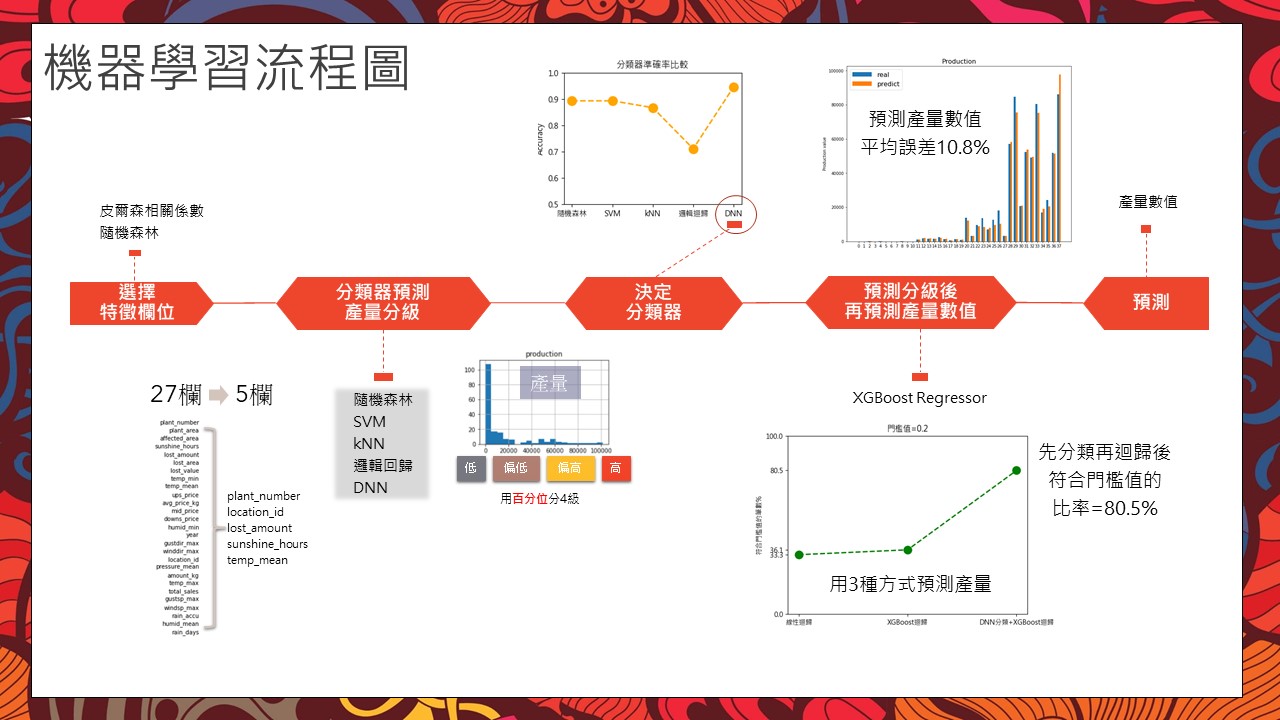 機器學習流程圖
分類器準確率比較
Accuracy
1.0
0.9
0.8
0.7
0.6
0.5
隨機森林 SVM kNN 邏輯迴歸 DNN
Production
real
predict
預測產量數值
平均誤差10.8%
Production value
100000
80000
60000
40000
20000
0
0 1 2 3 4 5 6 7 8 9 10 11 12 13 14 15 16 17 18 19 20 21 22 23 24 25 26 27 28 29 30 31 32 33 34 35 36 37
皮爾森相關係數
隨機森林
產量數值
選擇
特徵欄位
分類器預測
產量分級
決定
分類器
預測分級後
再預測產量數值
預測
27欄 5欄
plant_number
plant_area
affected_area
sunshine_hours
lost_amount
lost_area
lost_value
temp_min
temp_mean
ups_price
avg_price_kg
mid_price
downs_price
humid_min
year
gustdir_max
winddir_max
location_id
pressure_mean
amount_kg
temp_max
total_sales
gustsp_max
windsp_max
rain_accu
humid_mean
rain_days
plant_number
location_id
lost_amount
sunshine_hours
temp_mean
隨機森林
SVM
kNN
邏輯回歸
DNN
production
產量
100
80
60
40
20
0
0 20000 40000 60000 80000 100000
低 偏低 偏高 高
用百分位分4級
XGBoost Regressor
門檻值=0.2
符合門檻值的筆數%
100.0
80.5
36.1
33.3
0.0
用3種方式預測產量
線性迴歸 XGBoost迴歸 DNN分類+XGBoost迴歸
先分類再迴歸後
符合門檻值的
比率=80.5%